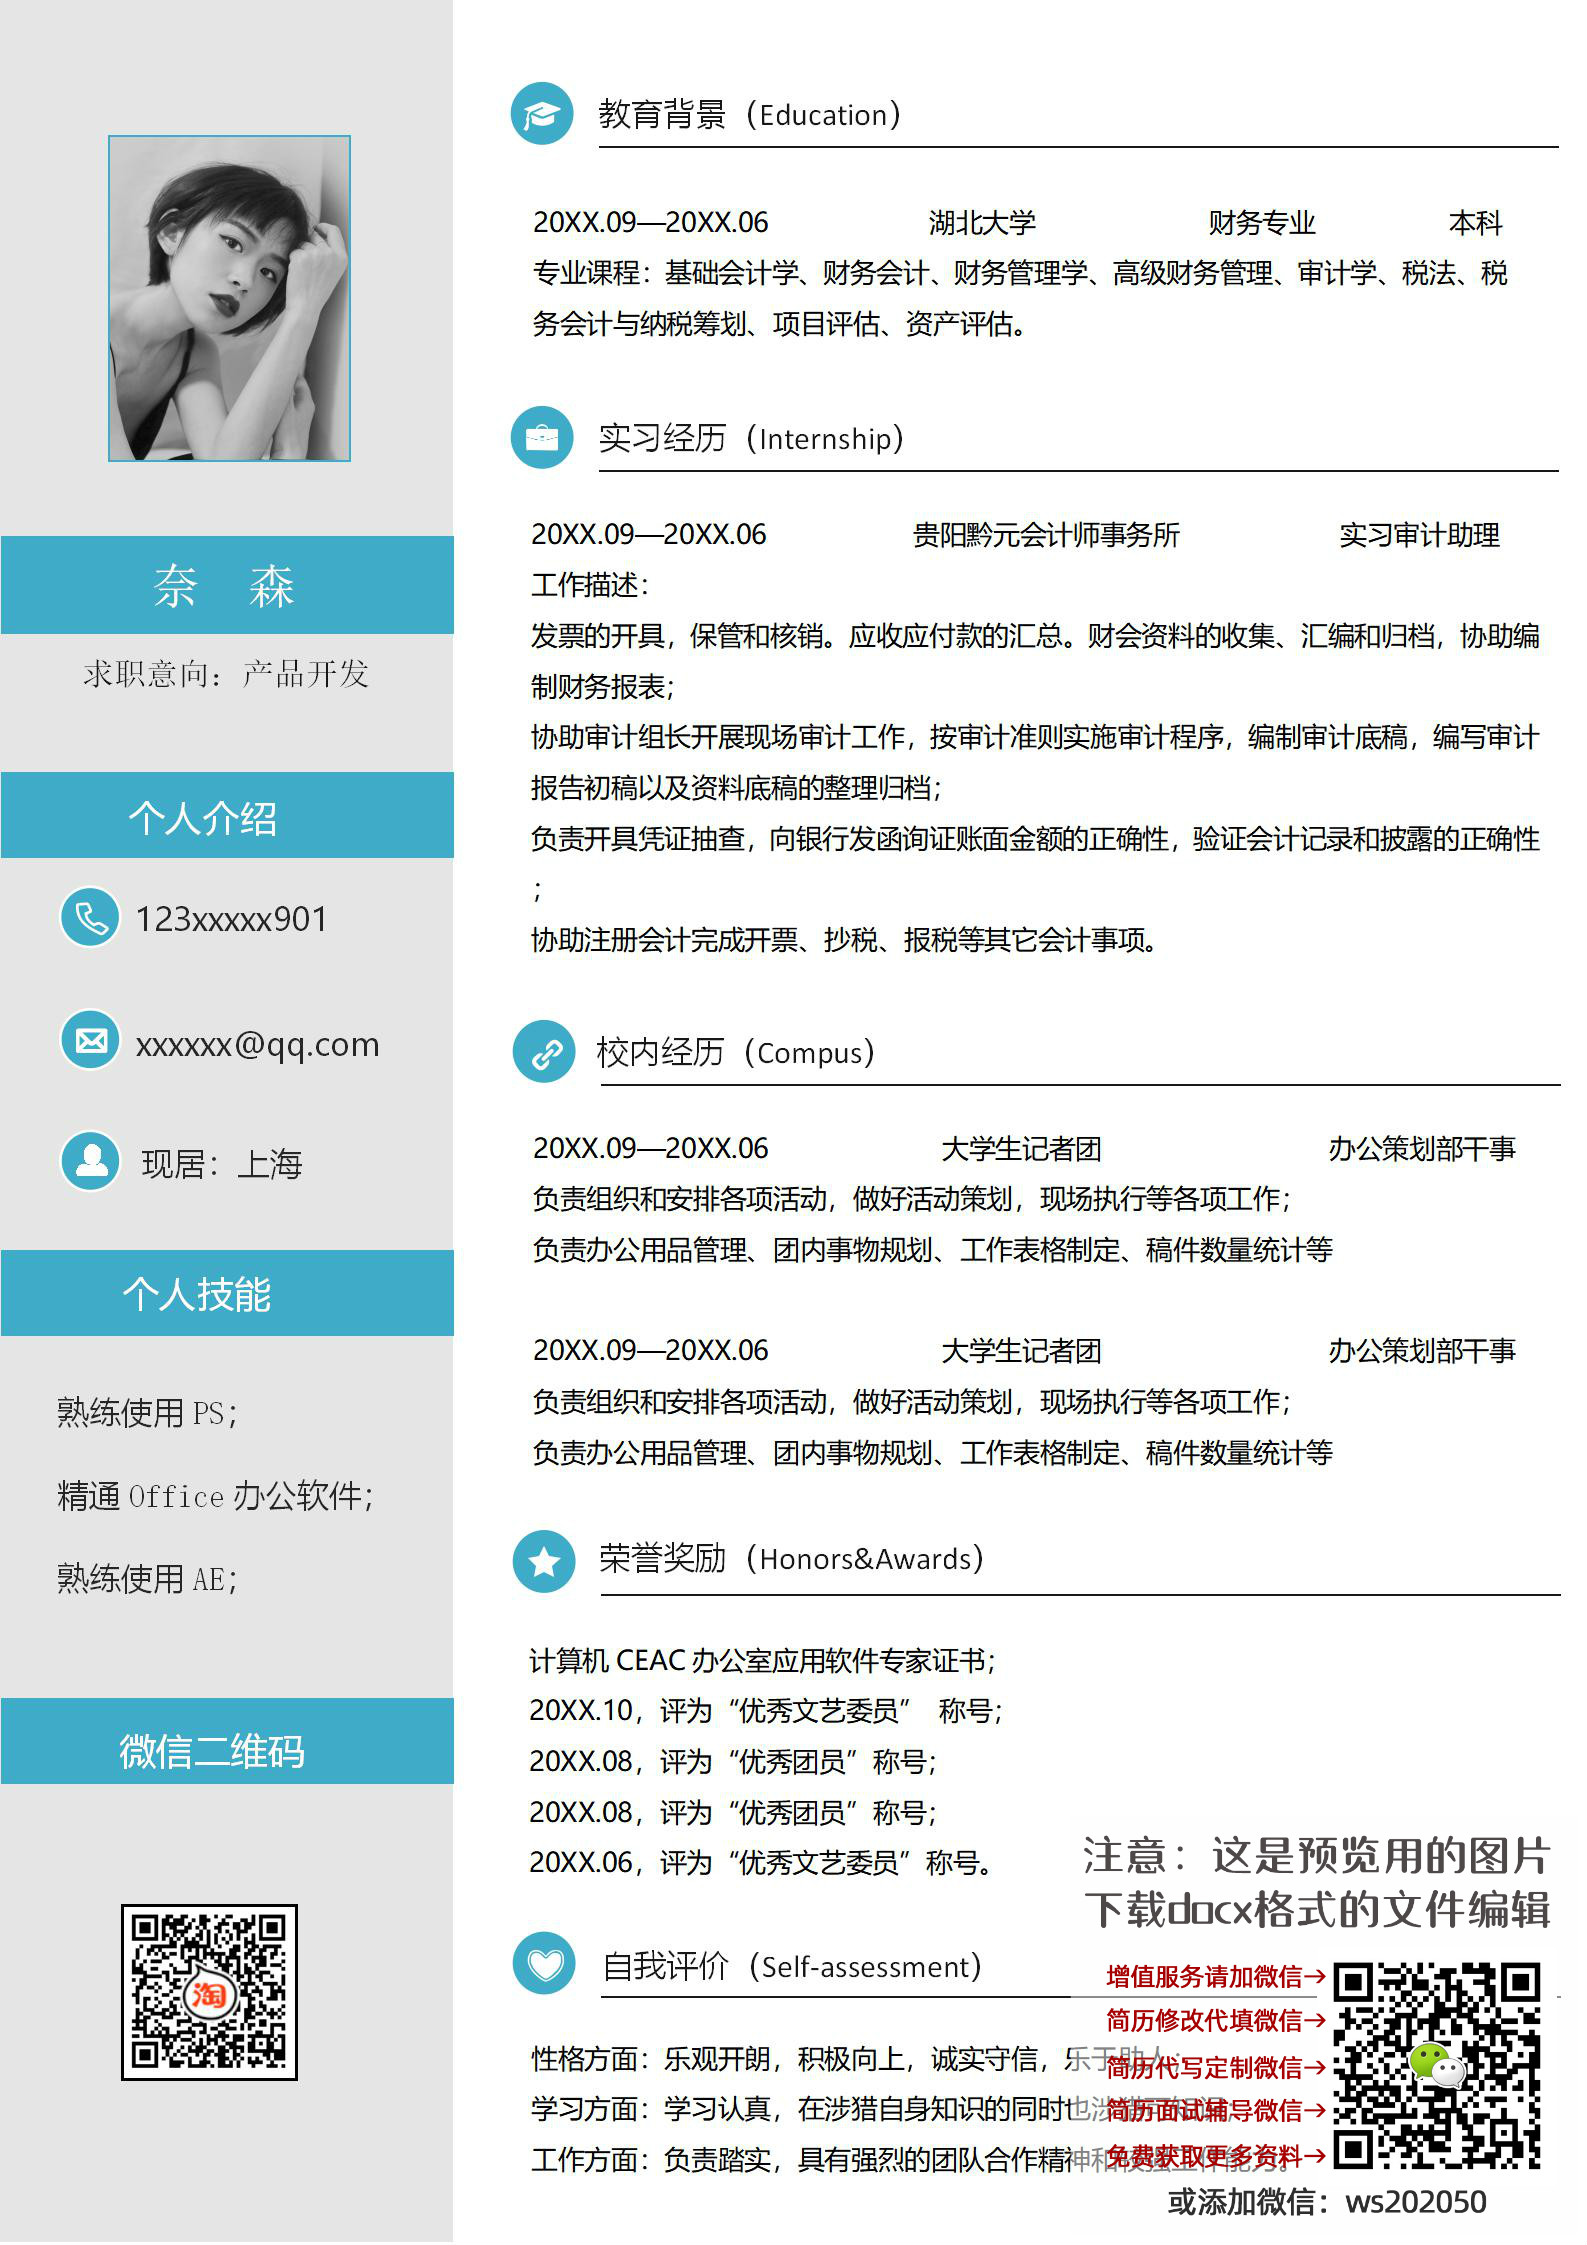 奈 森
求职意向：产品开发
个人介绍
123xxxxx901
xxxxxx@qq.com
现居：上海
个人技能
熟练使用 PS；
精通 Office 办公软件；
熟练使用 AE；
微信二维码
淘
教育背景（Education）
20XX.09—20XX.06 湖北大学 财务专业 本科
专业课程：基础会计学、财务会计、财务管理学、高级财务管理、审计学、税法、税
务会计与纳税筹划、项目评估、资产评估。
实习经历（Internship）
20XX.09—20XX.06 贵阳黔元会计师事务所 实习审计助理
工作描述：
发票的开具，保管和核销。应收应付款的汇总。财会资料的收集、汇编和归档，协助编
制财务报表；
协助审计组长开展现场审计工作，按审计准则实施审计程序，编制审计底稿，编写审计
报告初稿以及资料底稿的整理归档；
负责开具凭证抽查，向银行发函询证账面金额的正确性，验证会计记录和披露的正确性
；
协助注册会计完成开票、抄税、报税等其它会计事项。
校内经历（Compus）
20XX.09—20XX.06 大学生记者团 办公策划部干事
负责组织和安排各项活动，做好活动策划，现场执行等各项工作；
负责办公用品管理、团内事物规划、工作表格制定、稿件数量统计等
20XX.09—20XX.06 大学生记者团 办公策划部干事
负责组织和安排各项活动，做好活动策划，现场执行等各项工作；
负责办公用品管理、团内事物规划、工作表格制定、稿件数量统计等
荣誉奖励（Honors&Awards）
计算机 CEAC 办公室应用软件专家证书；
20XX.10，评为“优秀文艺委员” 称号；
20XX.08，评为“优秀团员”称号；
20XX.08，评为“优秀团员”称号；
20XX.06，评为“优秀文艺委员”称号。
自我评价（Self-assessment）
性格方面：乐观开朗，积极向上，诚实守信，乐于助人；
学习方面：学习认真，在涉猎自身知识的同时也涉猎
工作方面：负责踏实，具有强烈的团队合作精神和较强工作能力。
注意：这是预览用的图片
下载docx格式的文件编辑
增值服务请加微信→
简历修改代填微信→
简历代写定制微信→
简历面试辅导微信→
免费获取更多资料→
或添加微信：ws202050